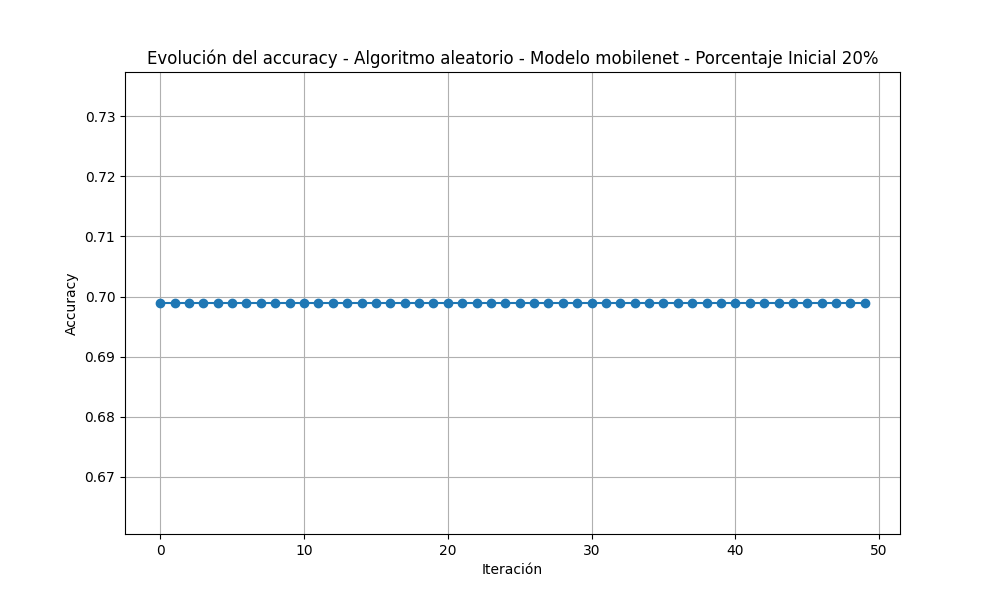 Evolución del accuracy - Algoritmo aleatorio - Modelo mobilenet - Porcentaje Inicial 20%
0.73
0.72
0.71
0.70
0.69
0.68
0.67
Accuracy
0 10 20 30 40 50
Iteración